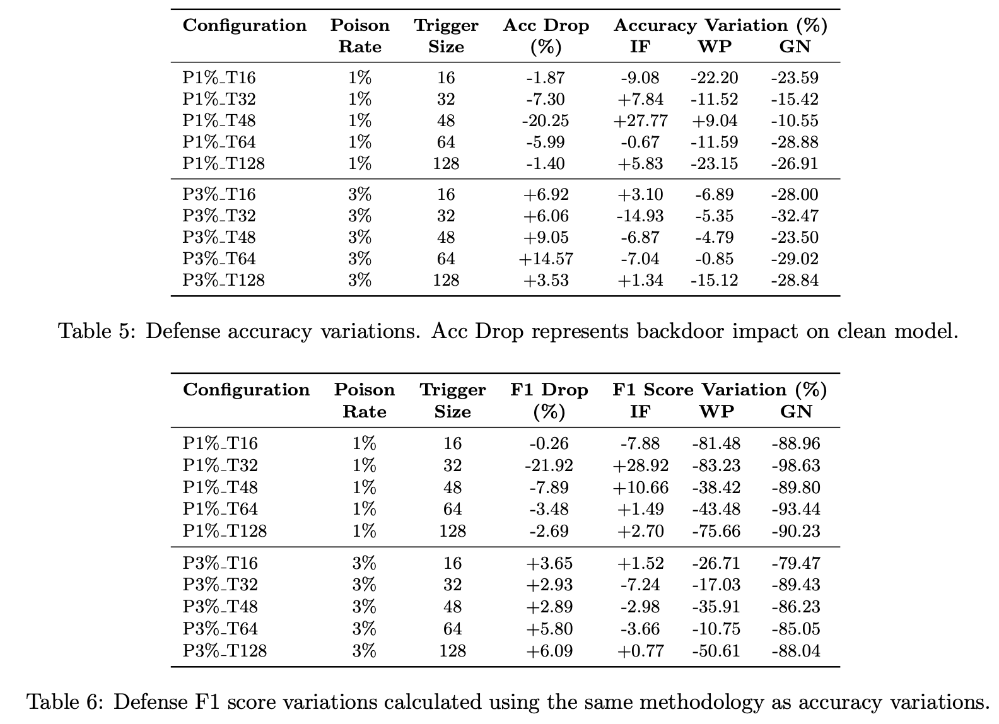 Configuration Poison Trigger Acc Drop Accuracy Variation (%)
Rate Size (%) IF WP GN
P1%_T16 1% 16 -1.87 -9.08 -22.20 -23.59
P1%_T32 1% 32 -7.30 +7.84 -11.52 -15.42
P1%_T48 1% 48 -20.25 +27.77 +9.04 -10.55
P1%_T64 1% 64 -5.99 -0.67 -11.59 -28.88
P1%_T128 1% 128 -1.40 +5.83 -23.15 -26.91
P3%_T16 3% 16 +6.92 +3.10 -6.89 -28.00
P3%_T32 3% 32 +6.06 -14.93 -5.35 -32.47
P3%_T48 3% 48 +9.05 -6.87 -4.79 -23.50
P3%_T64 3% 64 +14.57 -7.04 -0.85 -29.02
P3%_T128 3% 128 +3.53 +1.34 -15.12 -28.84
Table 5: Defense accuracy variations. Acc Drop represents backdoor impact on clean model.
Configuration Poison Trigger F1 Drop F1 Score Variation (%)
Rate Size (%) IF WP GN
P1%_T16 1% 16 -0.26 -7.88 -81.48 -88.96
P1%_T32 1% 32 -21.92 +28.92 -83.23 -98.63
P1%_T48 1% 48 -7.89 +10.66 -38.42 -89.80
P1%_T64 1% 64 -3.48 +1.49 -43.48 -93.44
P1%_T128 1% 128 -2.69 +2.70 -75.66 -90.23
P3%_T16 3% 16 +3.65 +1.52 -26.71 -79.47
P3%_T32 3% 32 +2.93 -7.24 -17.03 -89.43
P3%_T48 3% 48 +2.89 -2.98 -35.91 -86.23
P3%_T64 3% 64 +5.80 -3.66 -10.75 -85.05
P3%_T128 3% 128 +6.09 +0.77 -50.61 -88.04
Table 6: Defense F1 score variations calculated using the same methodology as accuracy variations.